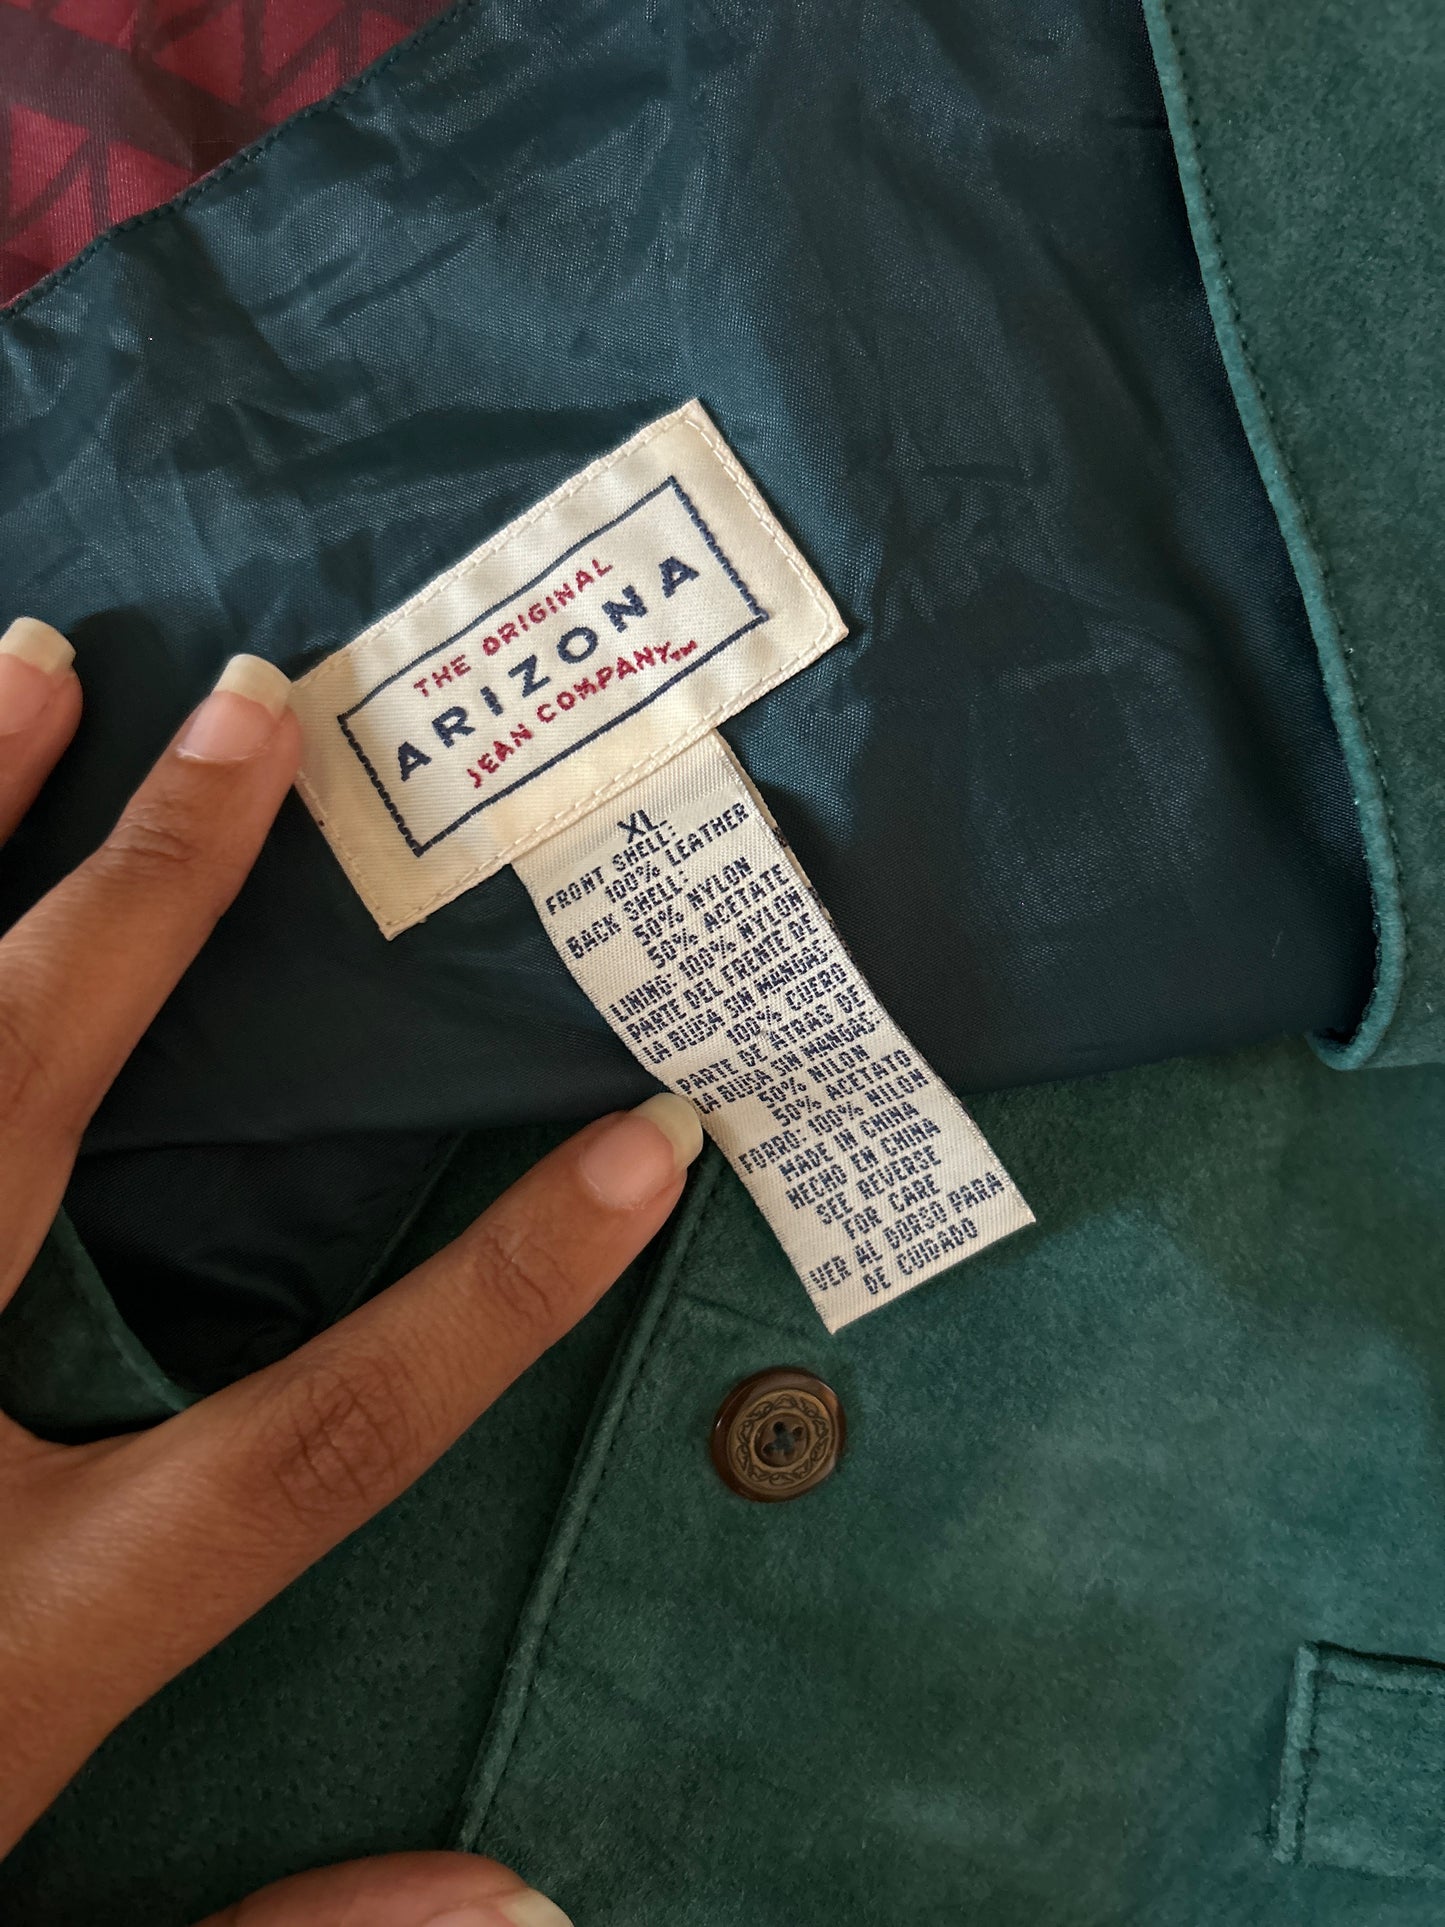 THE ORIGINAL
ARIZONA
JEAN COMPANY™
XL
FRONT SHELL:
100% LEATHER
BACK SHELL:
50% NYLON
50% ACETATE
LINING: 100% NYLON
PARTE DEL FRENTE DE
LA BLUSA SIN MANGAS:
100% CUERO
PARTE DE ATRAS DE
LA BLUSA SIN MANGAS:
50% NILON
50% ACETATO
FORRO: 100% NILON
MADE IN CHINA
HECHO EN CHINA
SEE REVERSE
FOR CARE
VER AL DORSO PARA
DE CUIDADO